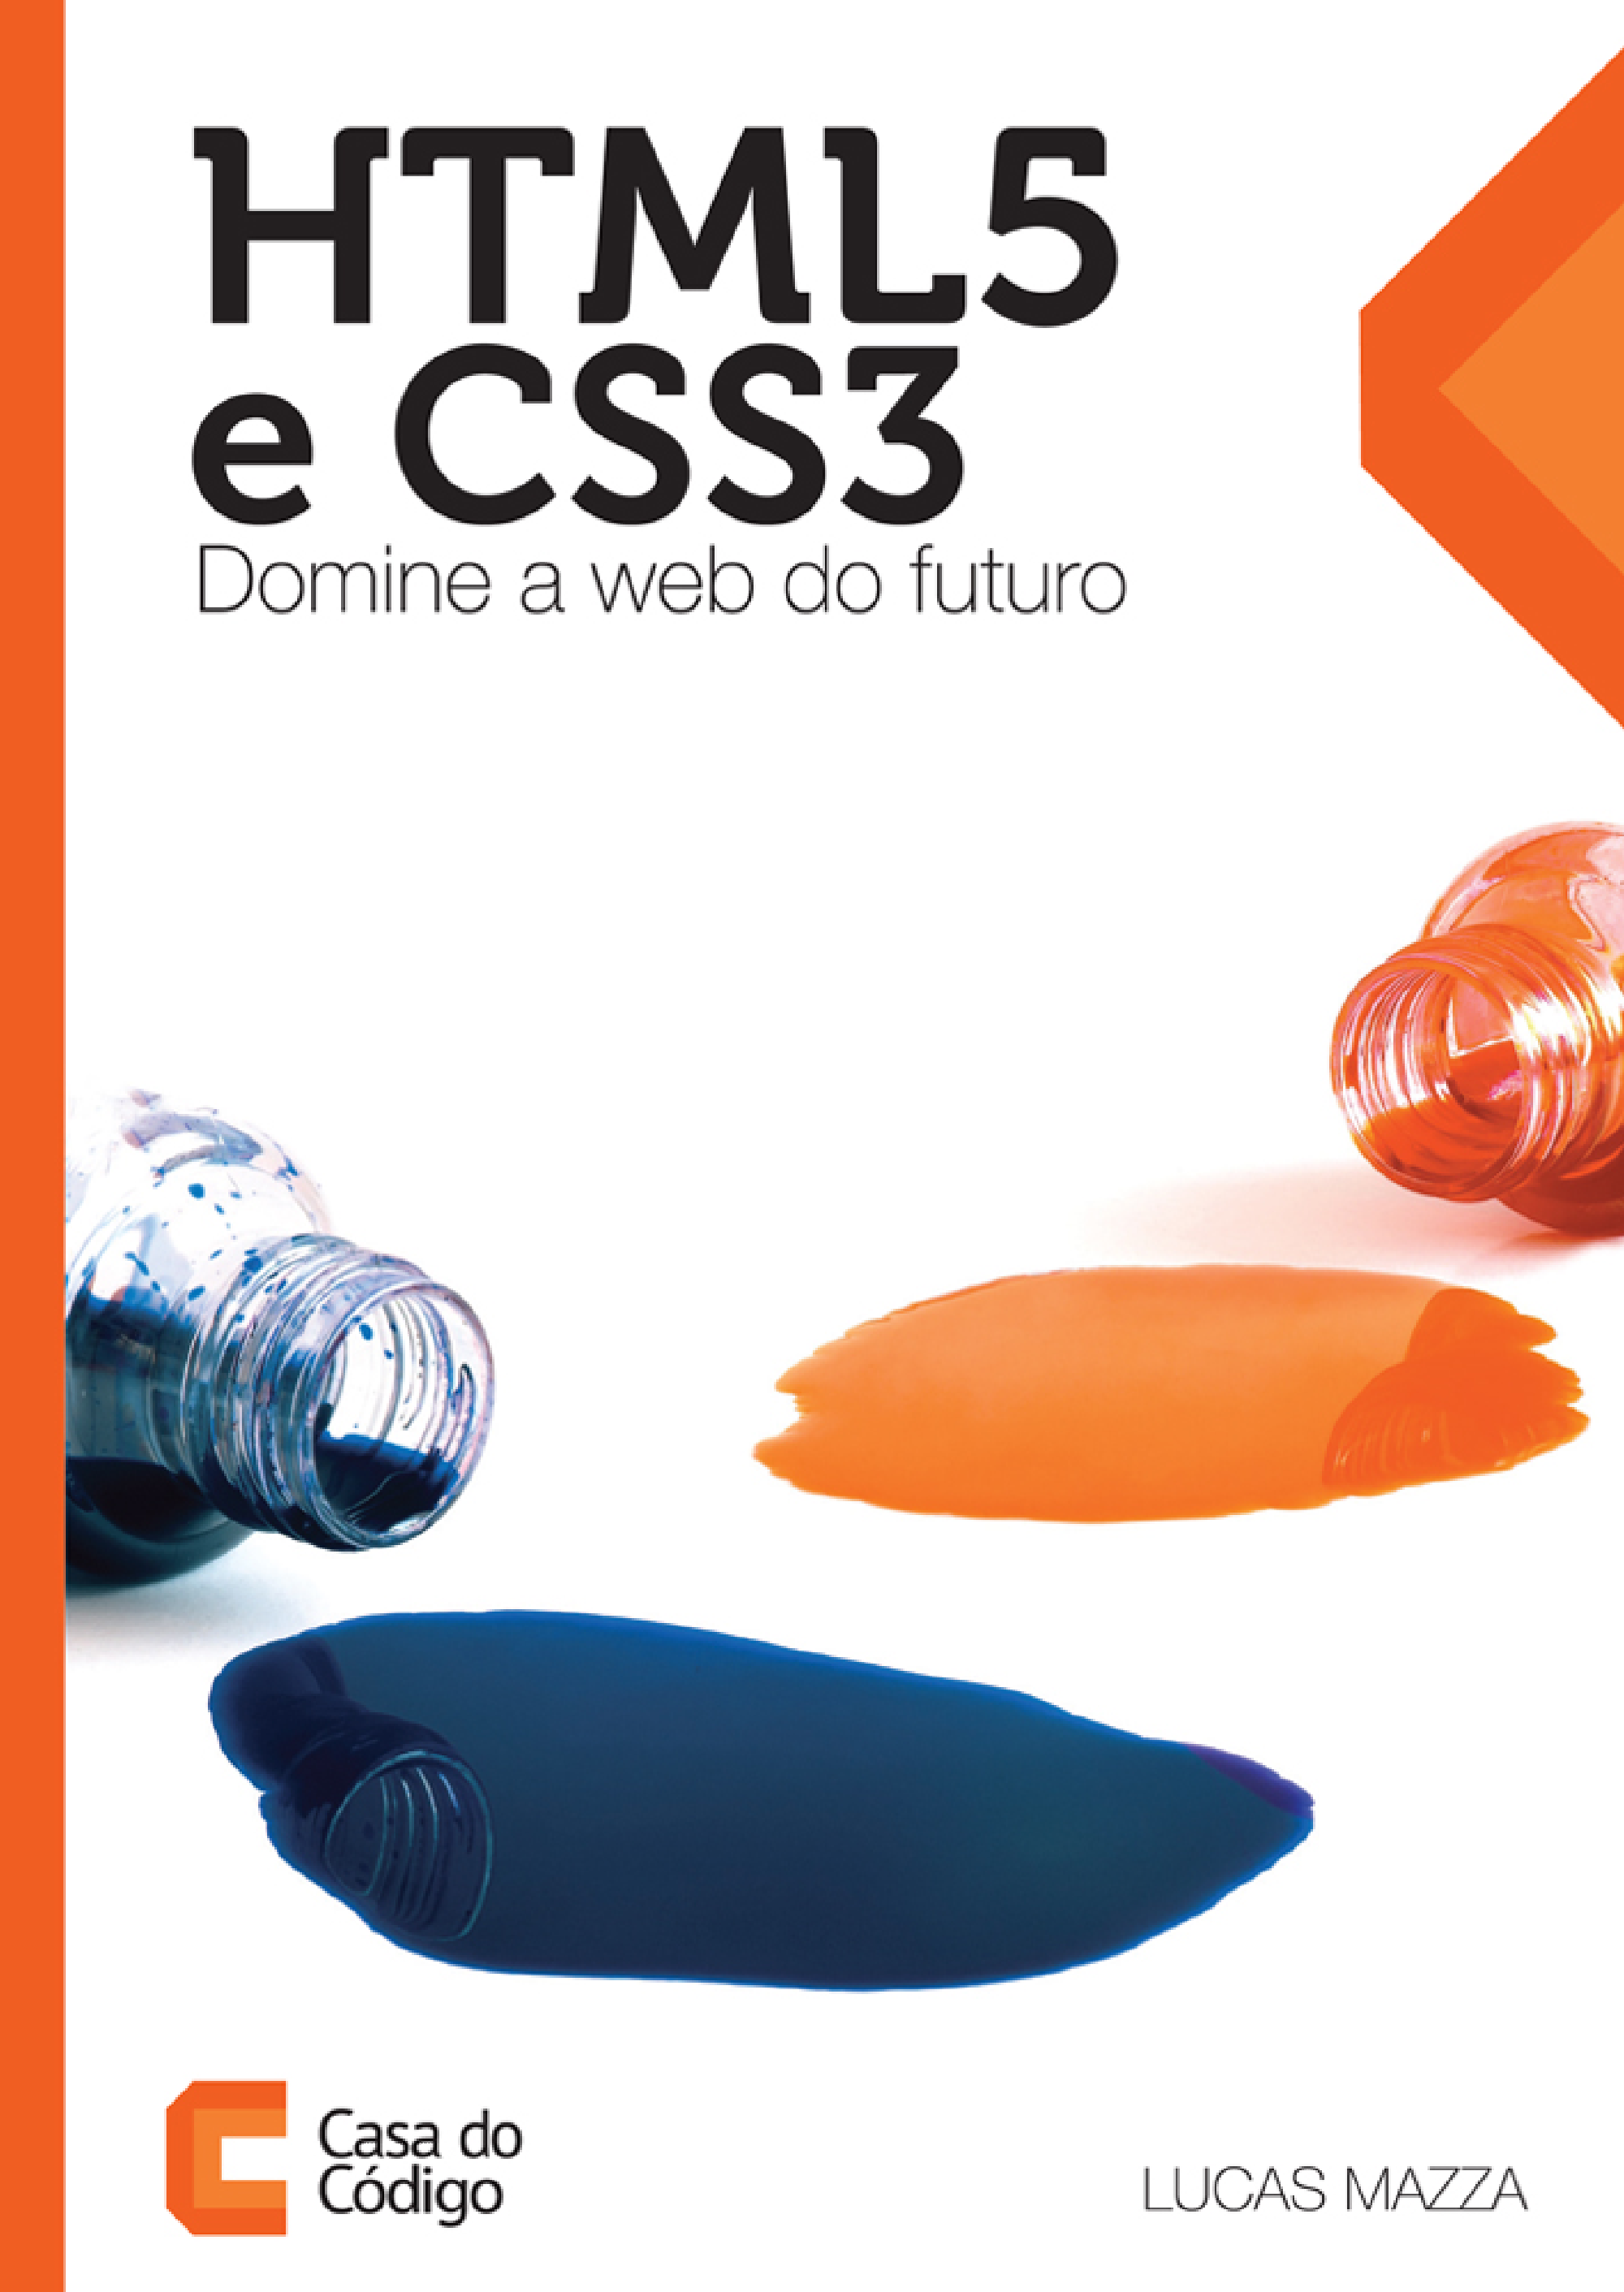 HTML5
e CSS3
Domine a web do futuro
Casa do
Código
LUCAS MAZZA